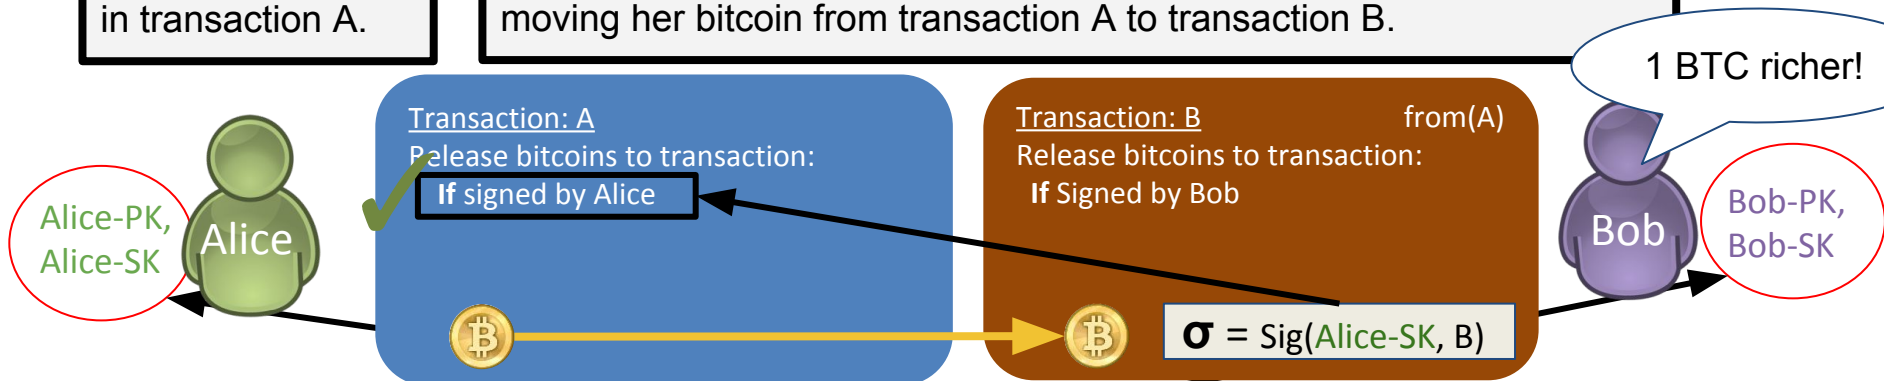 in transaction A.
moving her bitcoin from transaction A to transaction B.
1 BTC richer!
Transaction: A
Release bitcoins to transaction:
If signed by Alice
Transaction: B from(A)
Release bitcoins to transaction:
If Signed by Bob
Alice-PK,
Alice-SK
Alice
Bob
Bob-PK,
Bob-SK
B
B
σ = Sig(Alice-SK, B)